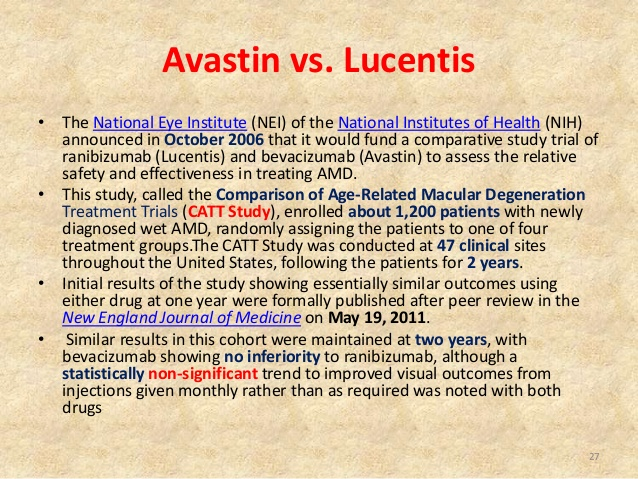 Avastin vs. Lucentis
• The National Eye Institute (NEI) of the National Institutes of Health (NIH)
announced in October 2006 that it would fund a comparative study trial of
ranibizumab (Lucentis) and bevacizumab (Avastin) to assess the relative
safety and effectiveness in treating AMD.
• This study, called the Comparison of Age-Related Macular Degeneration
Treatment Trials (CATT Study), enrolled about 1,200 patients with newly
diagnosed wet AMD, randomly assigning the patients to one of four
treatment groups.The CATT Study was conducted at 47 clinical sites
throughout the United States, following the patients for 2 years.
• Initial results of the study showing essentially similar outcomes using
either drug at one year were formally published after peer review in the
New England Journal of Medicine on May 19, 2011.
• Similar results in this cohort were maintained at two years, with
bevacizumab showing no inferiority to ranibizumab, although a
statistically non-significant trend to improved visual outcomes from
injections given monthly rather than as required was noted with both
drugs
27